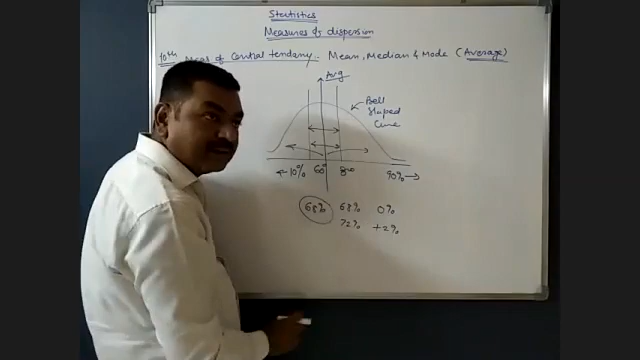 Statistics
Measures of dispersion
10th Meas of Central tendancy :- Mean, Median & Mode (Average)
Avg
Bell
Shaped
Curve
10% 60% 80% 90%
68% 68% 0%
72% +2%